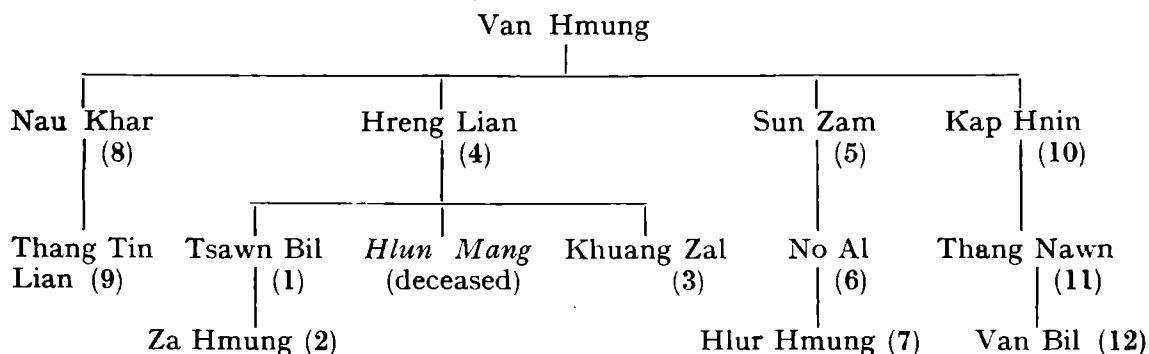 Van Hmung
Nau Khar Hreng Lian Sun Zam Kap Hnin
(8) (4) (5) (10)
Thang Tin Tsawn Bil Hlun Mang Khuang Zal No Al Thang Nawn
Lian (9) (1) (deceased) (3) (6) (11)
Za Hmung (2) Hlur Hmung (7) Van Bil (12)